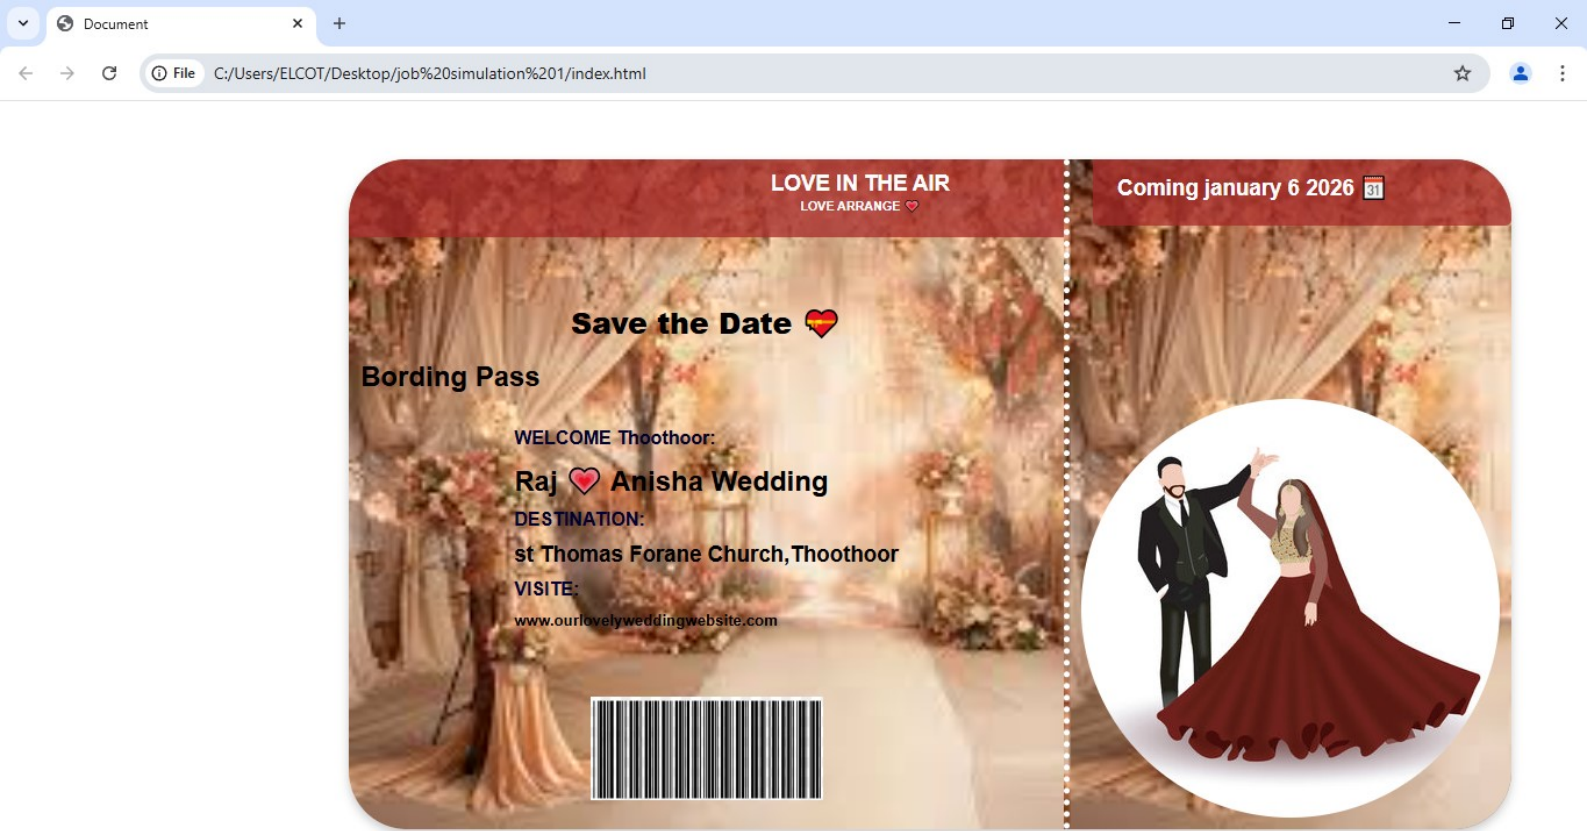 Document
File
C:/Users/ELCOT/Desktop/job%20simulation%201/index.html
LOVE IN THE AIR
LOVE ARRANGE 💗
Coming january 6 2026 📅
31
Save the Date 💝
Bording Pass
WELCOME Thoothoor:
Raj 💗 Anisha Wedding
DESTINATION:
st Thomas Forane Church,Thoothoor
VISITE:
www.ourlovelyweddingwebsite.com